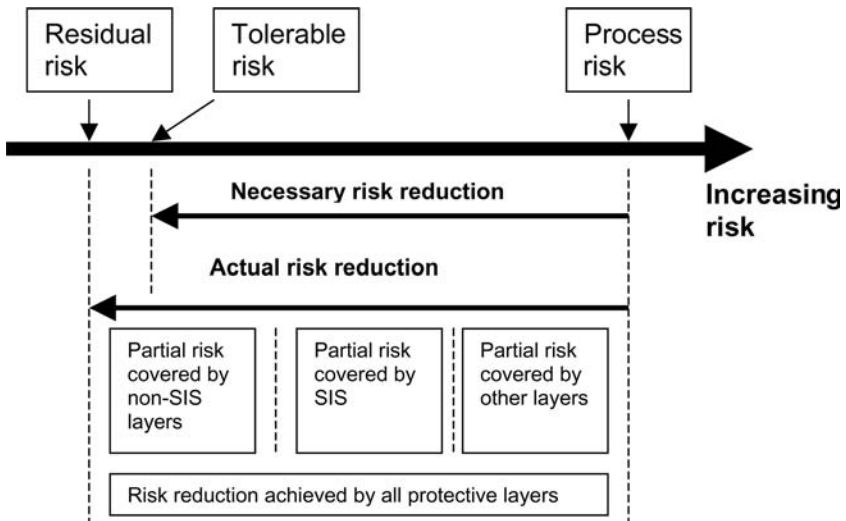 Residual
risk
Tolerable
risk
Process
risk
Necessary risk reduction
Increasing
risk
Actual risk reduction
Partial risk
covered by
non-SIS
layers
Partial risk
covered by
SIS
Partial risk
covered by
other layers
Risk reduction achieved by all protective layers